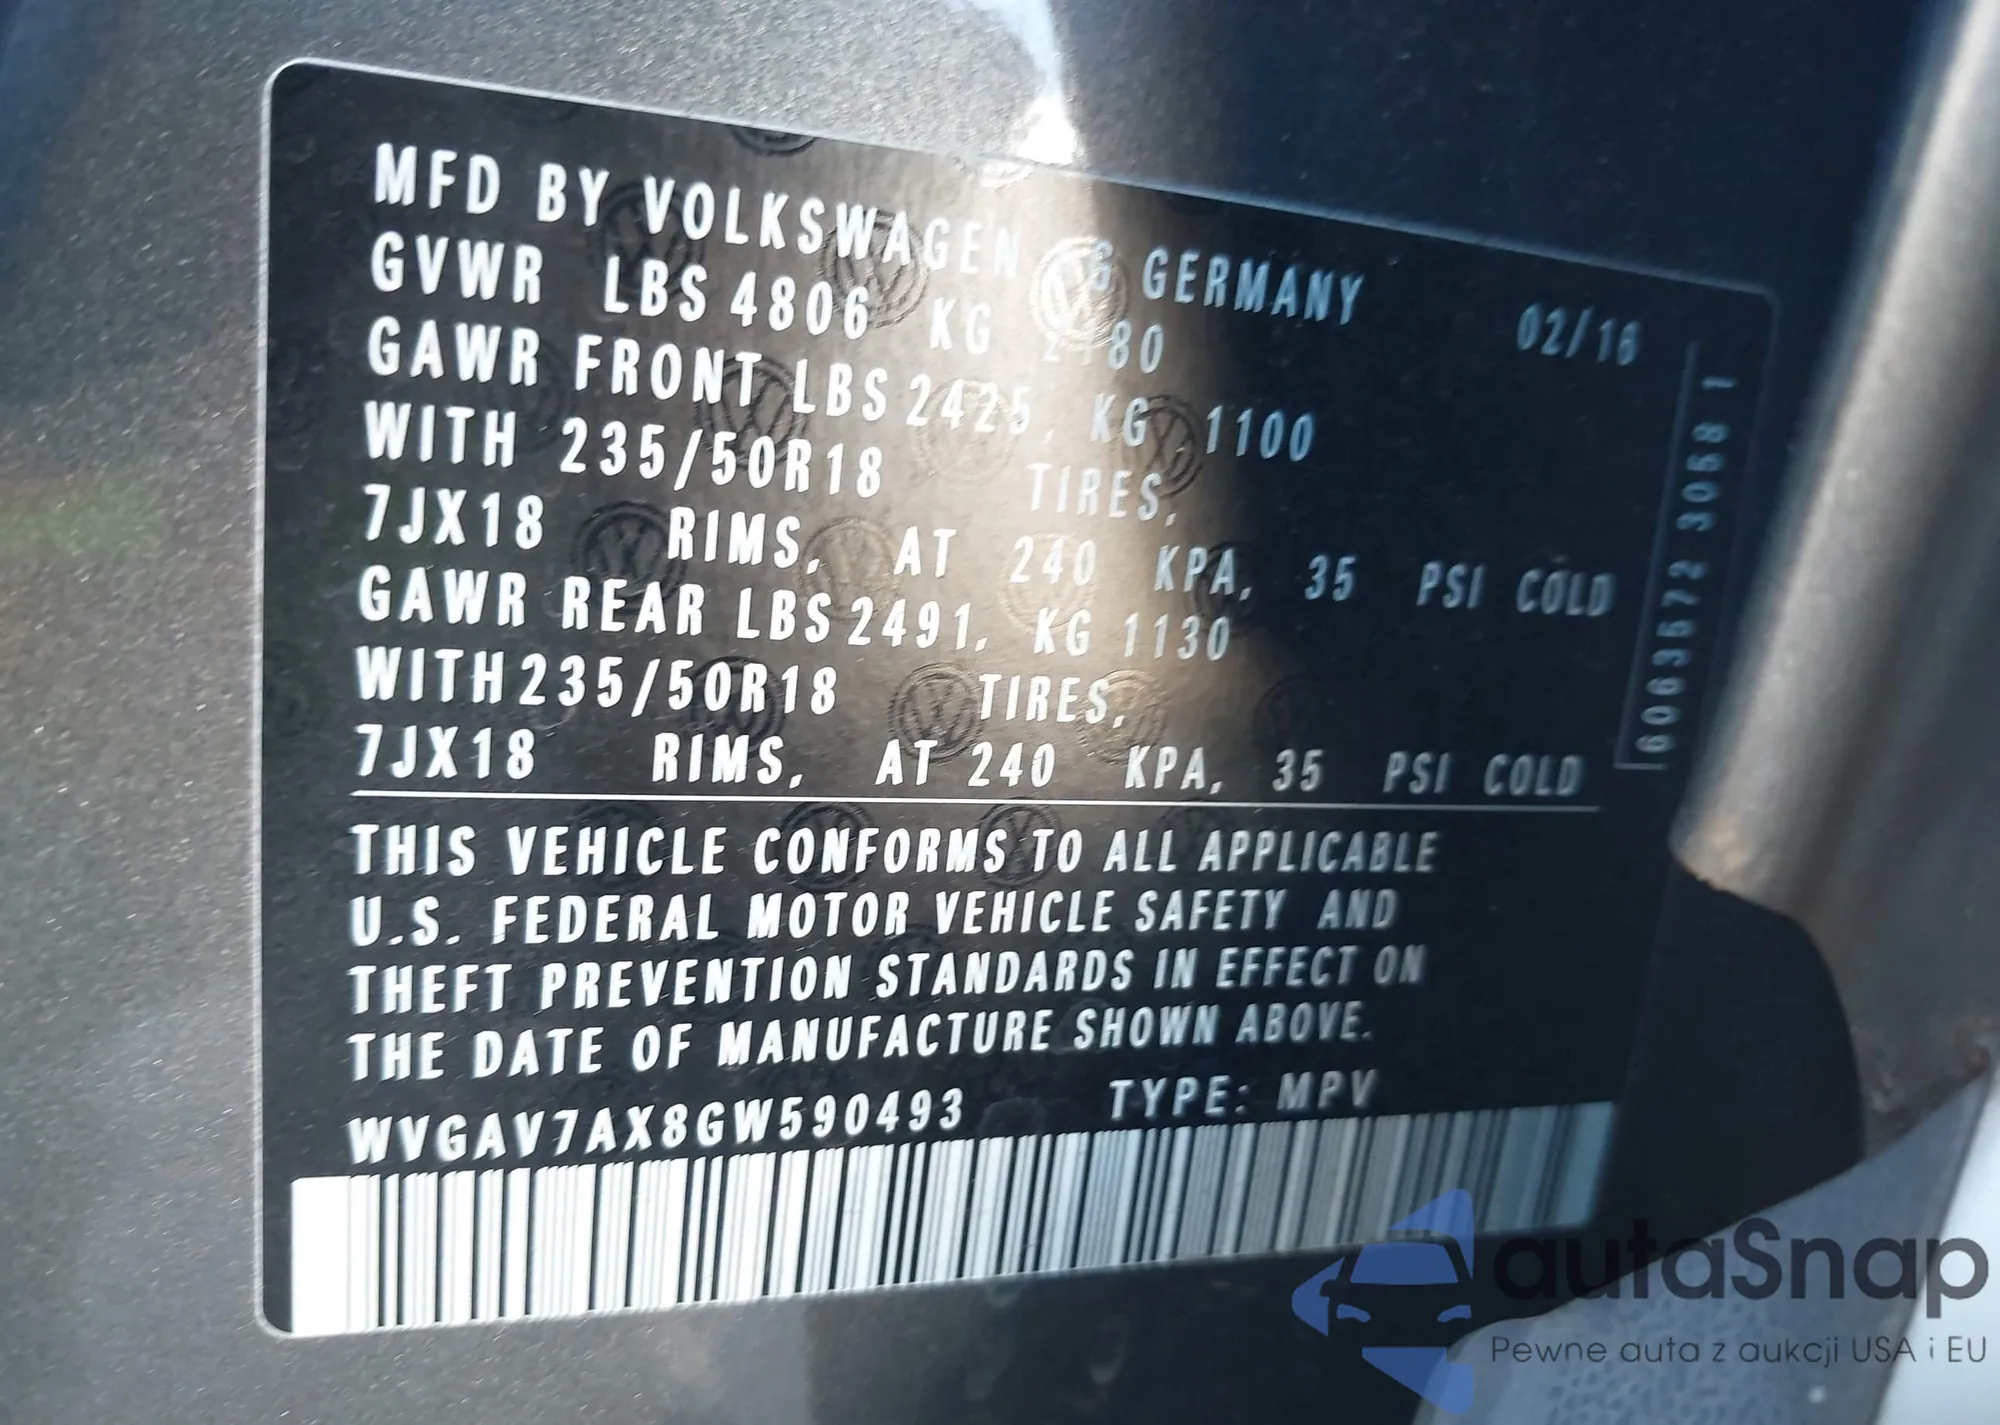 MFD BY VOLKSWAGEN AG GERMANY 02/16
GVWR LBS 4806 KG 2180
GAWR FRONT LBS 2425, KG 1100
WITH 235/50R18 TIRES,
7JX18 RIMS, AT 240 KPA, 35 PSI COLD
GAWR REAR LBS 2491, KG 1130
WITH 235/50R18 TIRES,
7JX18 RIMS, AT 240 KPA, 35 PSI COLD
THIS VEHICLE CONFORMS TO ALL APPLICABLE
U.S. FEDERAL MOTOR VEHICLE SAFETY AND
THEFT PREVENTION STANDARDS IN EFFECT ON
THE DATE OF MANUFACTURE SHOWN ABOVE.
WVGAV7AX8GW590493 TYPE: MPV
6063572 3058 1
autaSnap
Pewne auta z aukcji USA i EU